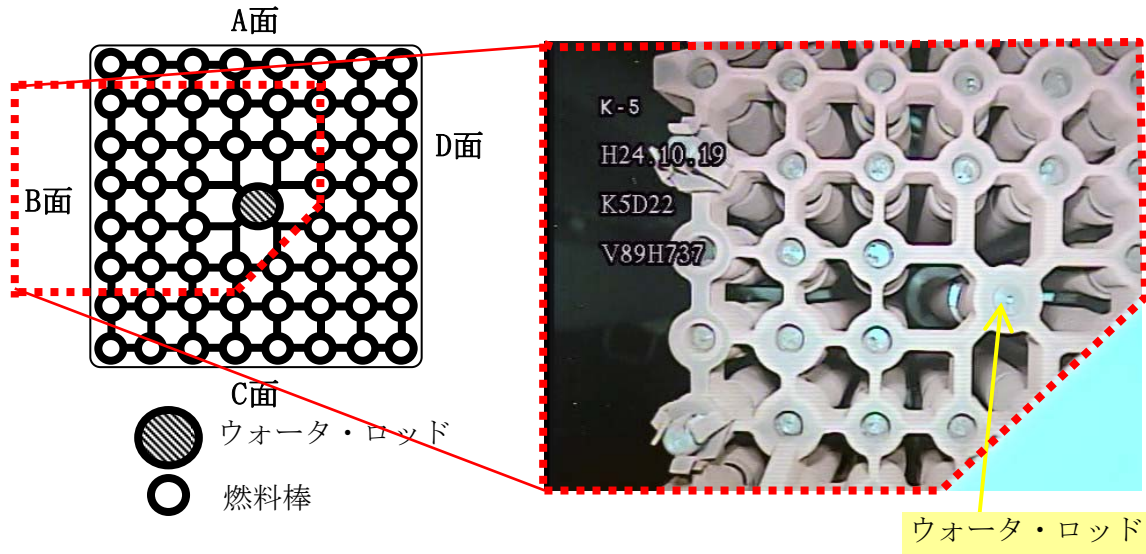 A面
B面
D面
C面
ウォータ・ロッド
燃料棒
K-5
H24.10.19
K5D22
V89H737
ウォータ・ロッド